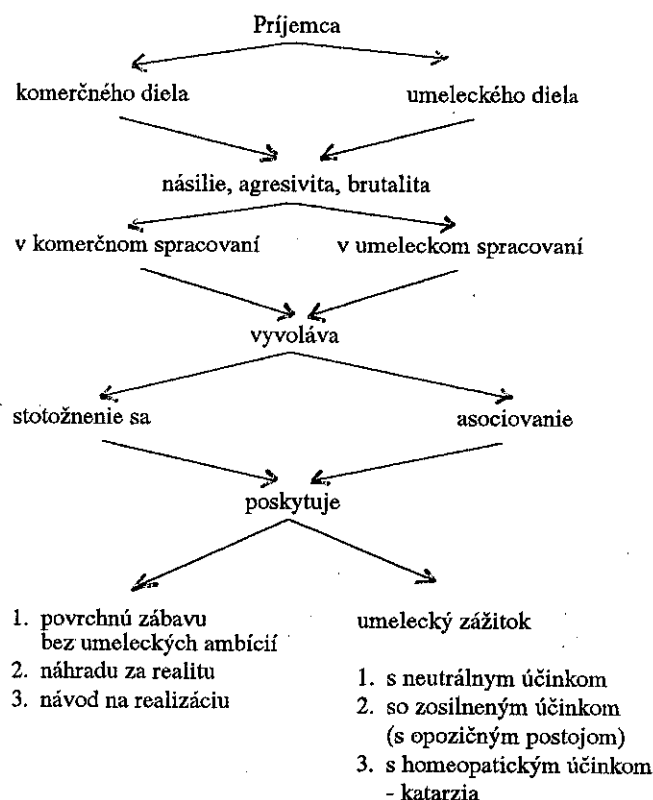 Príjemca
komerčného diela
umeleckého diela
násilie, agresivita, brutalita
v komerčnom spracovaní
v umeleckom spracovaní
vyvoláva
stotožnenie sa
asociovanie
poskytuje
1. povrchnú zábavu
bez umeleckých ambícií
2. náhradu za realitu
3. návod na realizáciu
umelecký zážitok
1. s neutrálnym účinkom
2. so zosilneným účinkom
(s opozičným postojom)
3. s homeopatickým účinkom
- katarzia